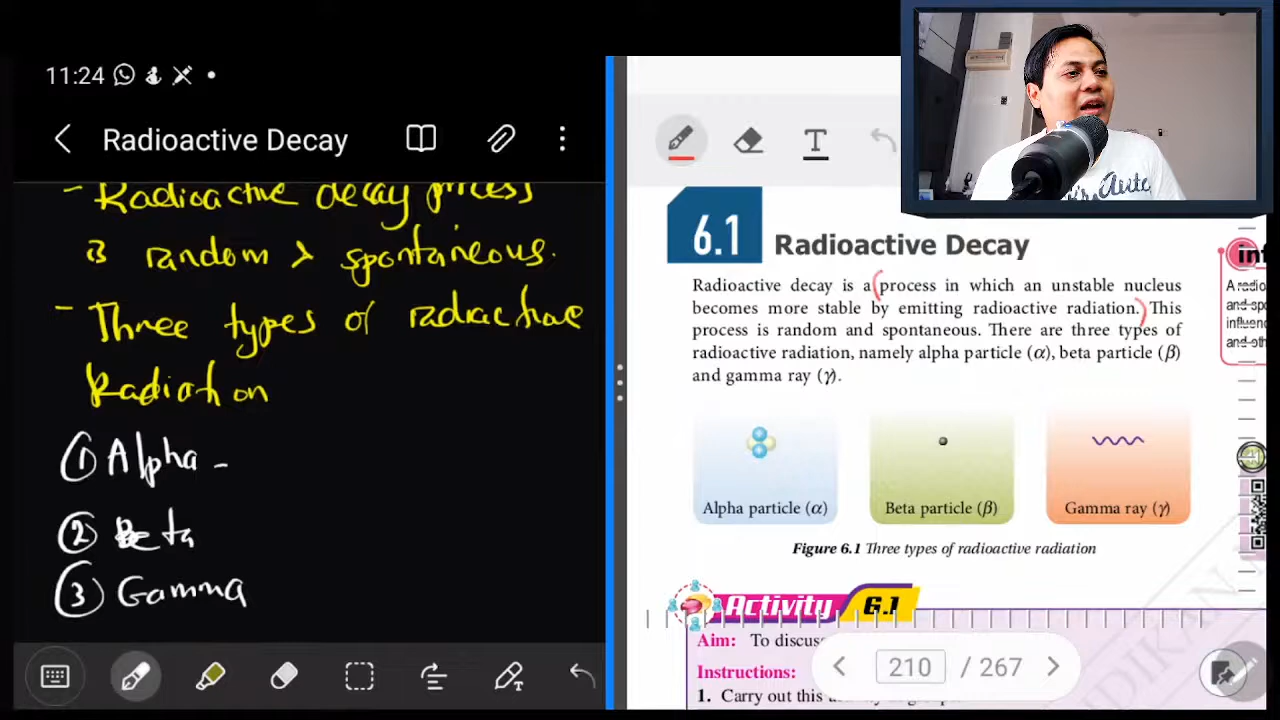 11:24
Radioactive Decay
- Radioactive decay process
is random & spontaneous.
- Three types of radiactive
Radiation
① Alpha -
② Beta
③ Gamma
T
6.1 Radioactive Decay
Radioactive decay is a process in which an unstable nucleus
becomes more stable by emitting radioactive radiation. This
process is random and spontaneous. There are three types of
radioactive radiation, namely alpha particle (α), beta particle (β)
and gamma ray (γ).
Alpha particle (α)
Beta particle (β)
Gamma ray (γ)
Figure 6.1 Three types of radioactive radiation
Activity 6.1
Aim: To
Instructions:
1. Carry out this
210 / 267
A
and